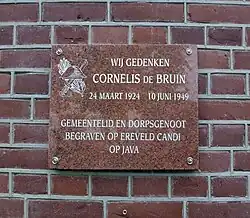 WIJ GEDENKEN
CORNELIS DE BRUIN
24 MAART 1924 10 JUNI 1949
GEMEENTELID EN DORPSGENOOT
BEGRAVEN OP EREVELD CANDI
OP JAVA